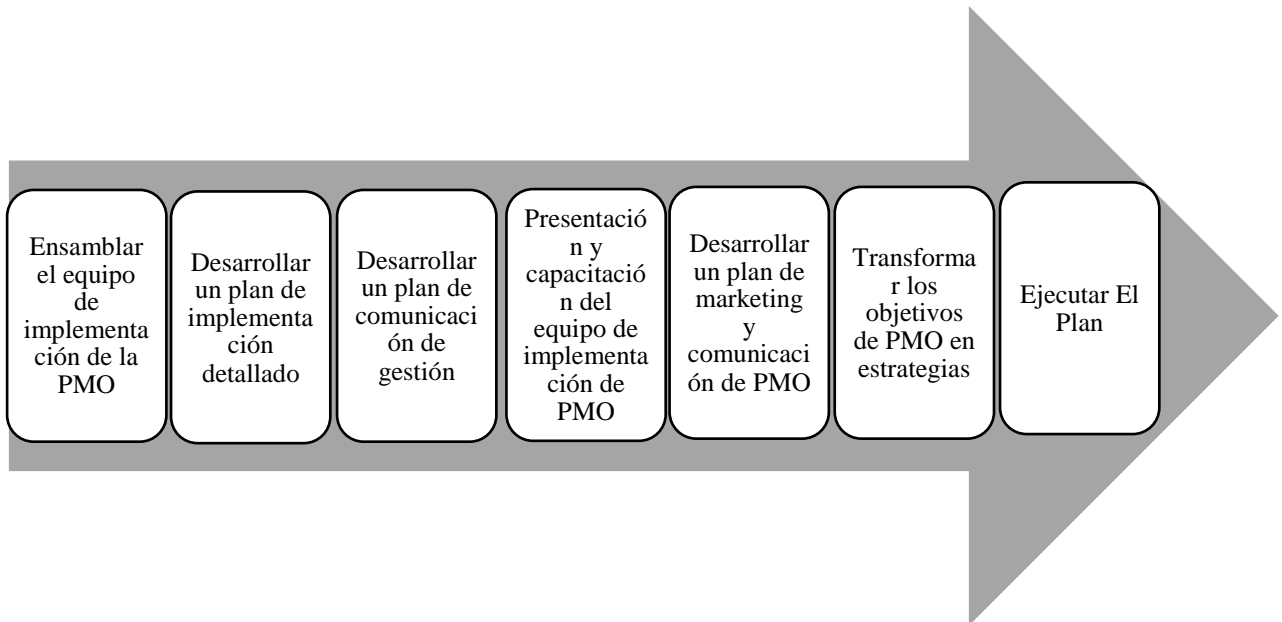 Ensamblar
el equipo
de
implementa
ción de la
PMO
Desarrollar
un plan de
implementa
ción
detallado
Desarrollar
un plan de
comunicaci
ón de
gestión
Presentació
n y
capacitació
n del
equipo de
implementa
ción de
PMO
Desarrollar
un plan de
marketing
y
comunicaci
ón de PMO
Transforma
r los
objetivos
de PMO en
estrategias
Ejecutar El
Plan